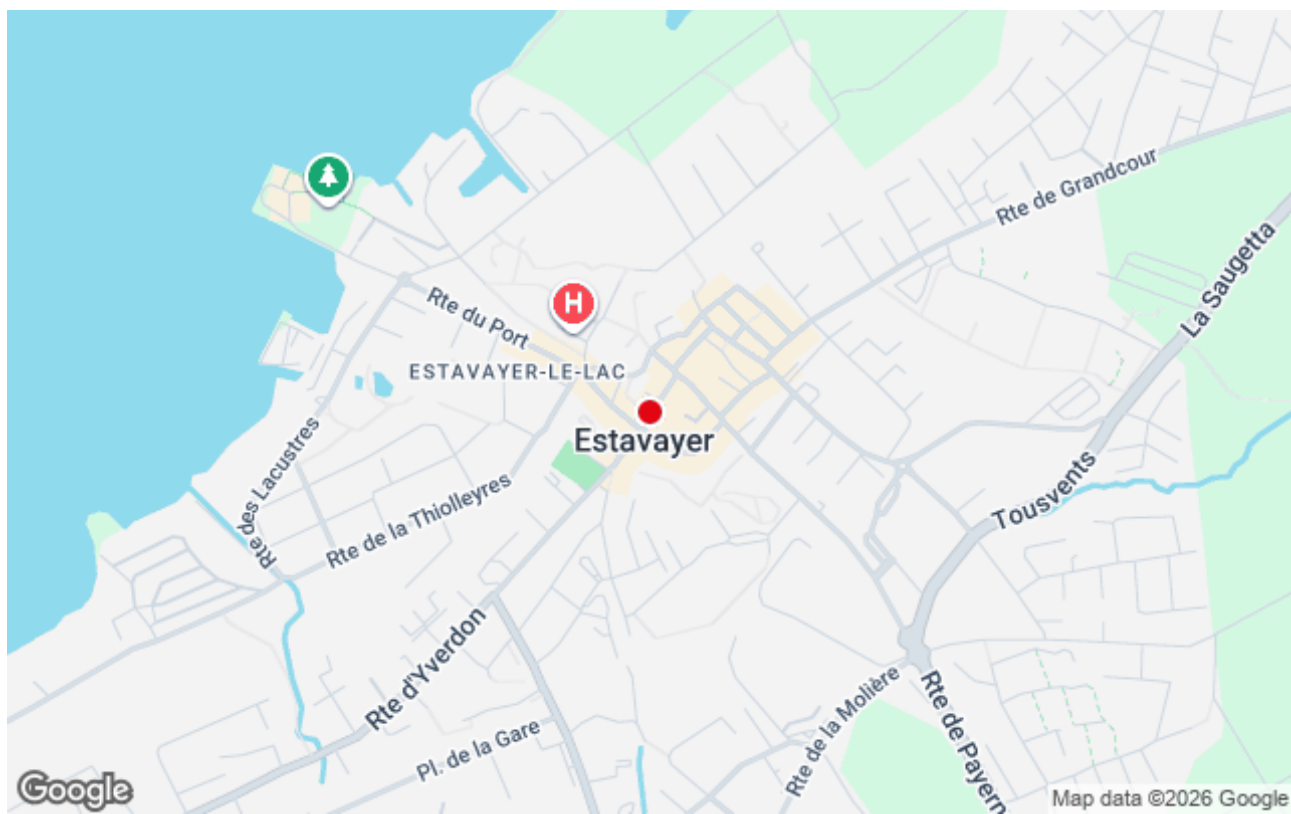 Rte de Grandcour
La Saugetta
H
Rte du Port
ESTAVAYER-LE-LAC
Estavayer
Rte des Lacustres
Rte de la Thiolleyres
Tousvents
Rte d'Yverdon
Rte de la Molière
Rte de Payern
Pl. de la Gare
Google
Map data ©2026 Google